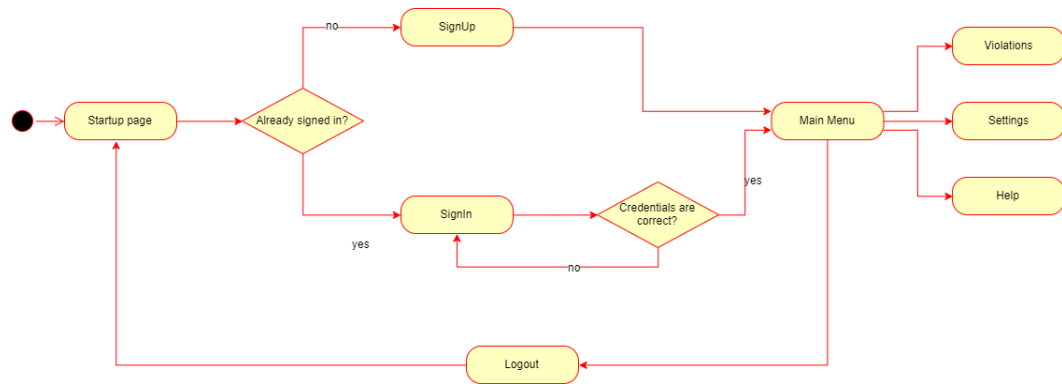 no
SignUp
Violations
Startup page
Already signed in?
Main Menu
Settings
yes
SignIn
Credentials are
correct?
Help
yes
no
Logout